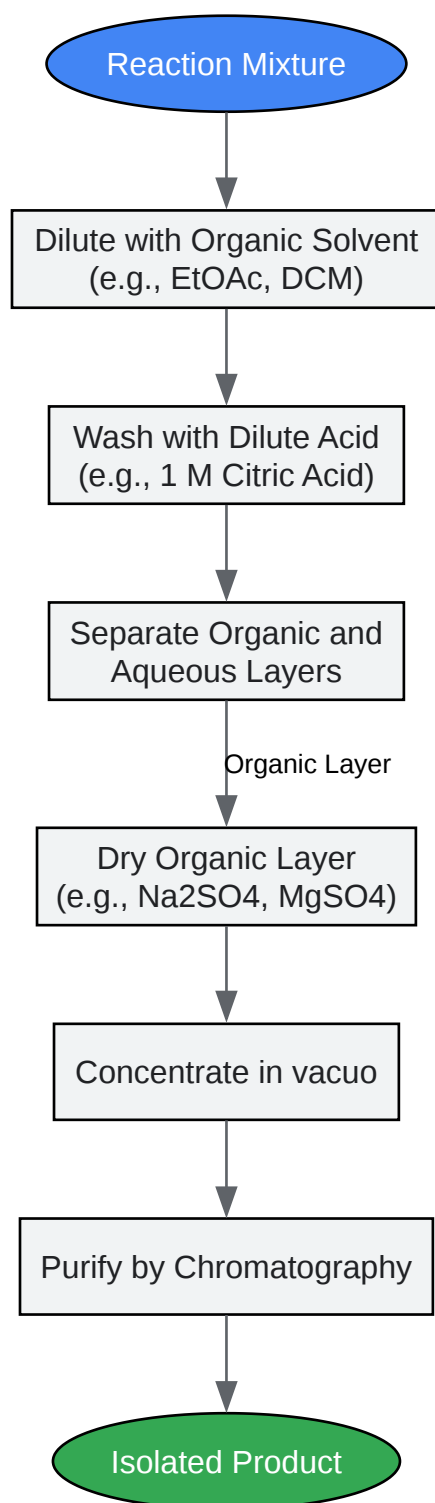 Reaction Mixture
Dilute with Organic Solvent
(e.g., EtOAc, DCM)
Wash with Dilute Acid
(e.g., 1 M Citric Acid)
Separate Organic and
Aqueous Layers
Organic Layer
Dry Organic Layer
(e.g., Na2SO4, MgSO4)
Concentrate in vacuo
Purify by Chromatography
Isolated Product